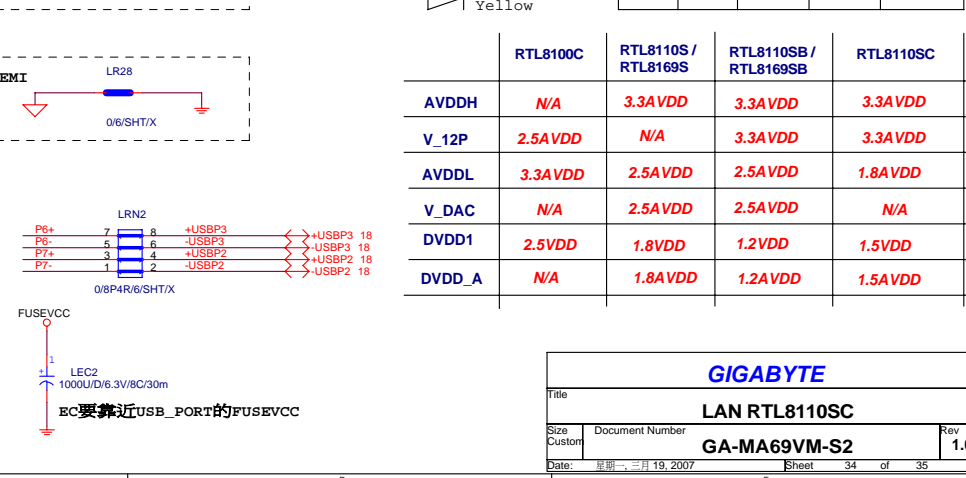 Yellow
EMI
LR28
0/6/SHT/X
RTL8100C RTL8110S / RTL8110SB / RTL8110SC
RTL8169S RTL8169SB
AVDDH N/A 3.3AVDD 3.3AVDD 3.3AVDD
V_12P 2.5AVDD N/A 3.3AVDD 3.3AVDD
AVDDL 3.3AVDD 2.5AVDD 2.5AVDD 1.8AVDD
V_DAC N/A 2.5AVDD 2.5AVDD N/A
DVDD1 2.5VDD 1.8VDD 1.2VDD 1.5VDD
DVDD_A N/A 1.8AVDD 1.2AVDD 1.5AVDD
LRN2
P6+ 7 8 +USBP3 +USBP3 18
P6- 5 6 -USBP3 -USBP3 18
P7+ 3 4 +USBP2 +USBP2 18
P7- 1 2 -USBP2 -USBP2 18
0/8P4R/6/SHT/X
FUSEVCC
1
+
LEC2
1000U/D/6.3V/8C/30m
EC要靠近USB_PORT的FUSEVCC
GIGABYTE
Title
LAN RTL8110SC
Size Document Number Rev
Custom GA-MA69VM-S2
Date: 星期一, 三月 19, 2007 Sheet 34 of 35